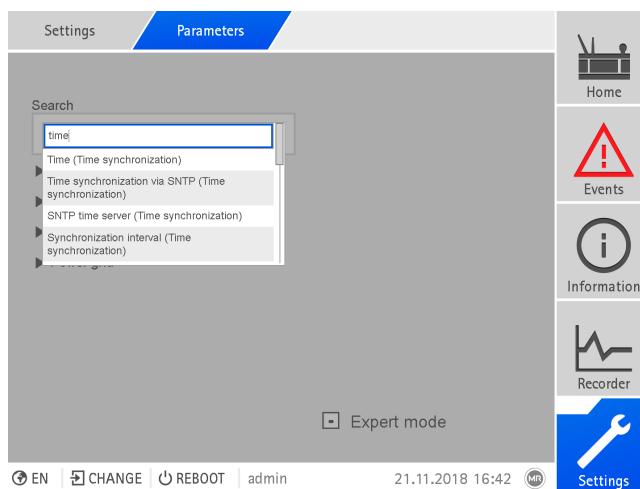 Settings
Parameters
Home
Search
time
Time (Time synchronization)
Time synchronization via SNTP (Time
synchronization)
SNTP time server (Time synchronization)
Synchronization interval (Time
synchronization)
Events
Information
Recorder
Expert mode
EN
CHANGE
REBOOT
admin
21.11.2018 16:42
MR
Settings